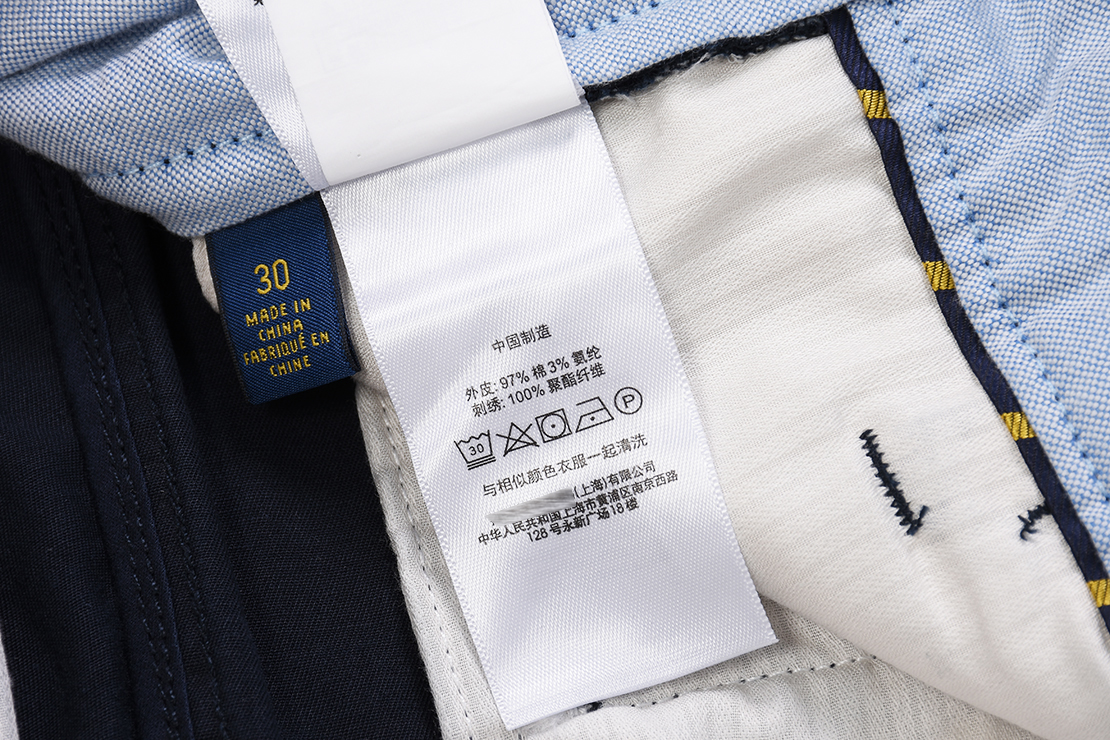 30
MADE IN
CHINA
FABRIQUÉ EN
CHINE
中国制造
外皮: 97% 棉 3% 氨纶
刺绣: 100% 聚酯纤维
30
P
与相似颜色衣服一起清洗
(上海)有限公司
中华人民共和国上海市黄浦区南京西路
128 号永新广场 18 楼